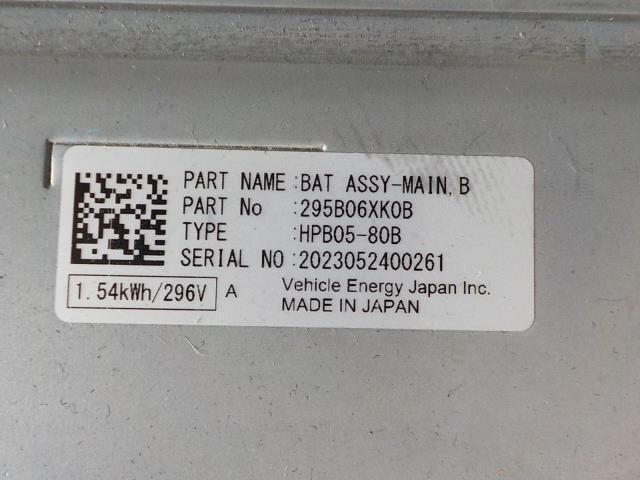 PART NAME :BAT ASSY-MAIN,B
PART No :295B06XK0B
TYPE :HPB05-80B
SERIAL NO :2023052400261
1.54kWh/296V A Vehicle Energy Japan Inc.
MADE IN JAPAN